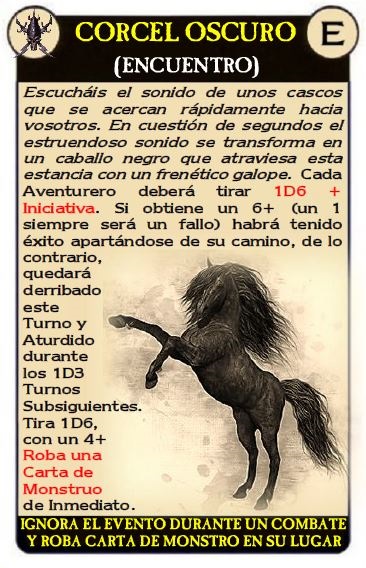 CORCEL OSCURO
E
(ENCUENTRO)
Escucháis el sonido de unos cascos
que se acercan rápidamente hacia
vosotros. En cuestión de segundos el
estruendoso sonido se transforma en
un caballo negro que atraviesa esta
estancia con un frenético galope. Cada
Aventurero deberá tirar 1D6 +
Iniciativa. Si obtiene un 6+ (un 1
siempre será un fallo) habrá tenido
éxito apartándose de su camino, de lo
contrario,
quedará
derribado
este
Turno y
Aturdido
durante
los 1D3
Turnos
Subsiguientes.
Tira 1D6,
con un 4+
Roba una
Carta de
Monstruo
de Inmediato.
IGNORA EL EVENTO DURANTE UN COMBATE
Y ROBA CARTA DE MONSTRO EN SU LUGAR